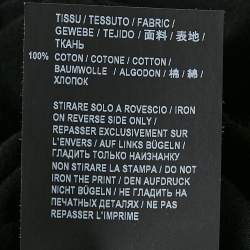 TISSU / TESSUTO / FABRIC /
GEWEBE / TEJIDO / 面料 / 表地 /
ТКАНЬ
100% COTON / COTONE / COTTON /
BAUMWOLLE / ALGODON / 棉 / 綿 /
ХЛОПОК
STIRARE SOLO A ROVESCIO / IRON
ON REVERSE SIDE ONLY /
REPASSER EXCLUSIVEMENT SUR
L'ENVERS / AUF LINKS BÜGELN /
ГЛАДИТЬ ТОЛЬКО НАИЗНАНКУ
NON STIRARE LA STAMPA / DO NOT
IRON THE PRINT / DEN AUFDRUCK
NICHT BÜGELN / НЕ ГЛАДИТЬ НА
ПЕЧАТНЫХ ДЕТАЛЯХ / NE PAS
REPASSER L'IMPRIME